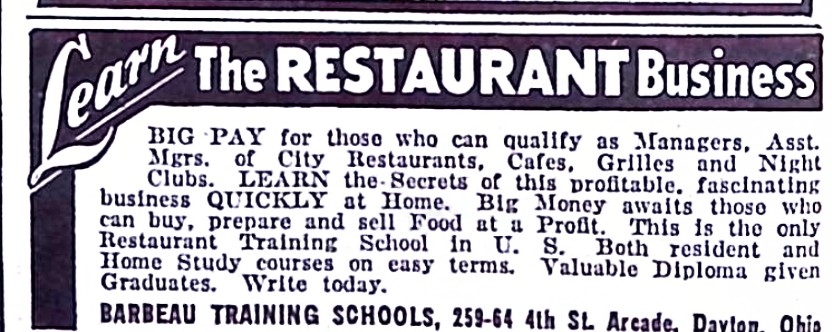 Learn The RESTAURANT Business
BIG PAY for those who can qualify as Managers, Asst.
Mgrs. of City Restaurants, Cafes, Grilles and Night
Clubs. LEARN the Secrets of this profitable, fascinating
business QUICKLY at Home. Big Money awaits those who
can buy, prepare and sell Food at a Profit. This is the only
Restaurant Training School in U. S. Both resident and
Home Study courses on easy terms. Valuable Diploma given
Graduates. Write today.
BARBEAU TRAINING SCHOOLS, 259-64 4th St. Arcade, Dayton, Ohio